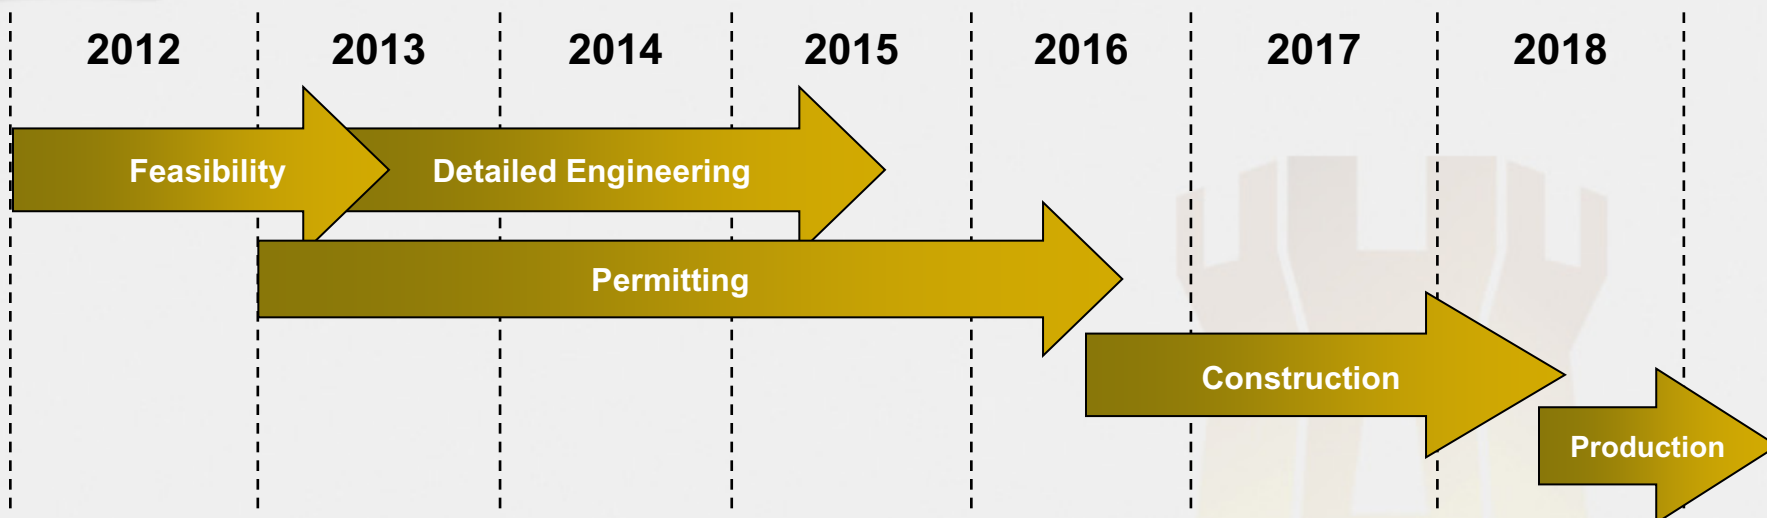 2012 2013 2014 2015 2016 2017 2018
Feasibility Detailed Engineering
Permitting
Construction
Production